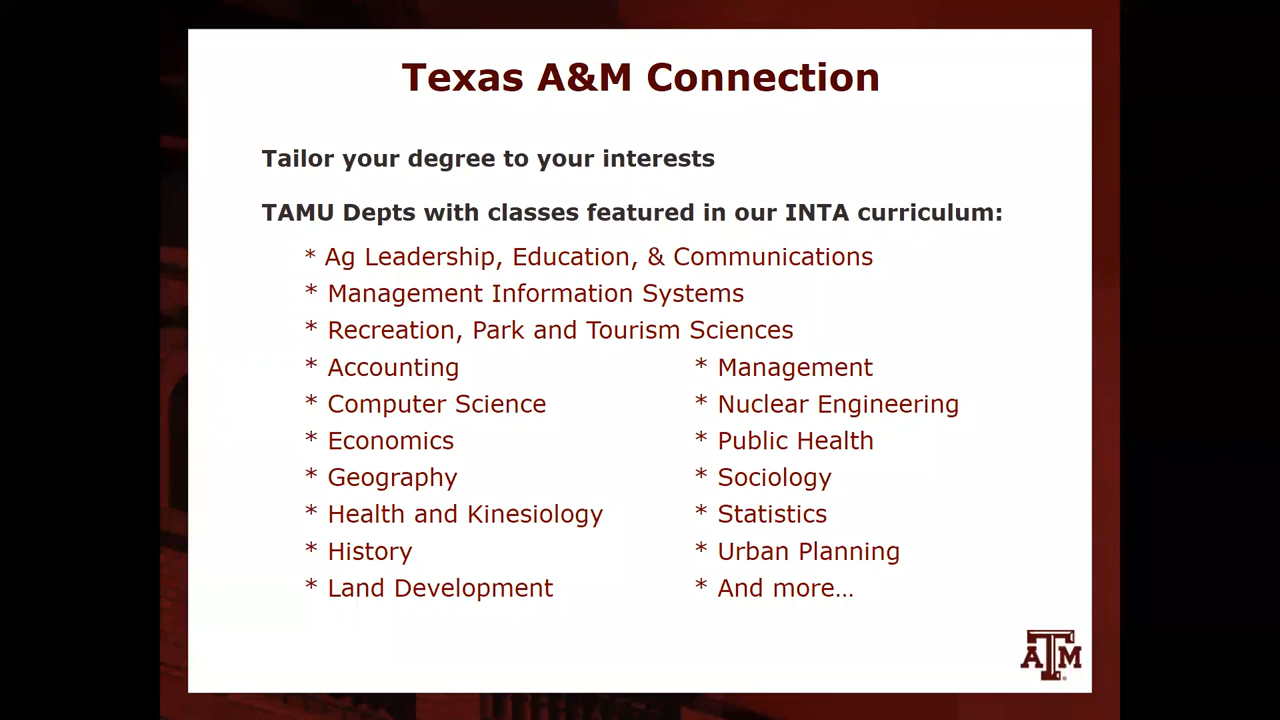 Texas A&M Connection
Tailor your degree to your interests
TAMU Depts with classes featured in our INTA curriculum:
* Ag Leadership, Education, & Communications
* Management Information Systems
* Recreation, Park and Tourism Sciences
* Accounting
* Computer Science
* Economics
* Geography
* Health and Kinesiology
* History
* Land Development
* Management
* Nuclear Engineering
* Public Health
* Sociology
* Statistics
* Urban Planning
* And more…
ATM